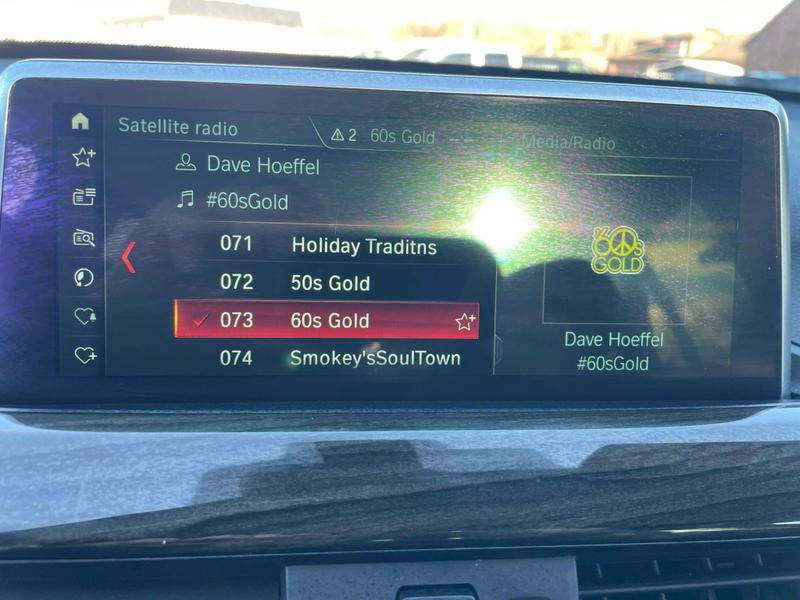 Satellite radio
2 60s Gold
Media/Radio
Dave Hoeffel
#60sGold
071 Holiday Traditns
072 50s Gold
073 60s Gold
074 Smokey'sSoulTown
'60s
GOLD
Dave Hoeffel
#60sGold